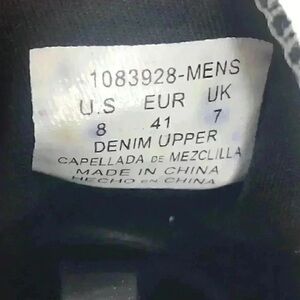 1083928-MENS
U.S EUR UK
8 41 7
DENIM UPPER
CAPELLADA DE MEZCLILLA
MADE IN CHINA
HECHO EN CHINA